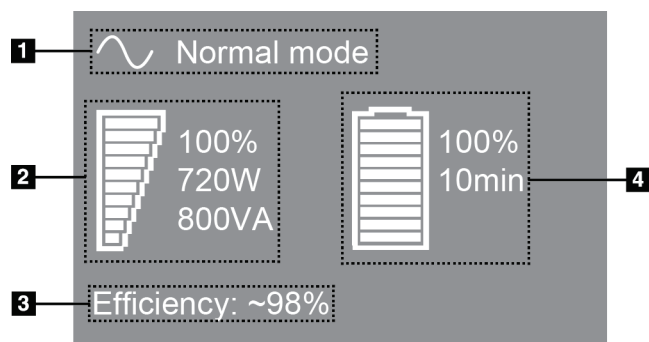 1
Normal mode
2
100%
720W
800VA
100%
10min
4
3
Efficiency: ~98%